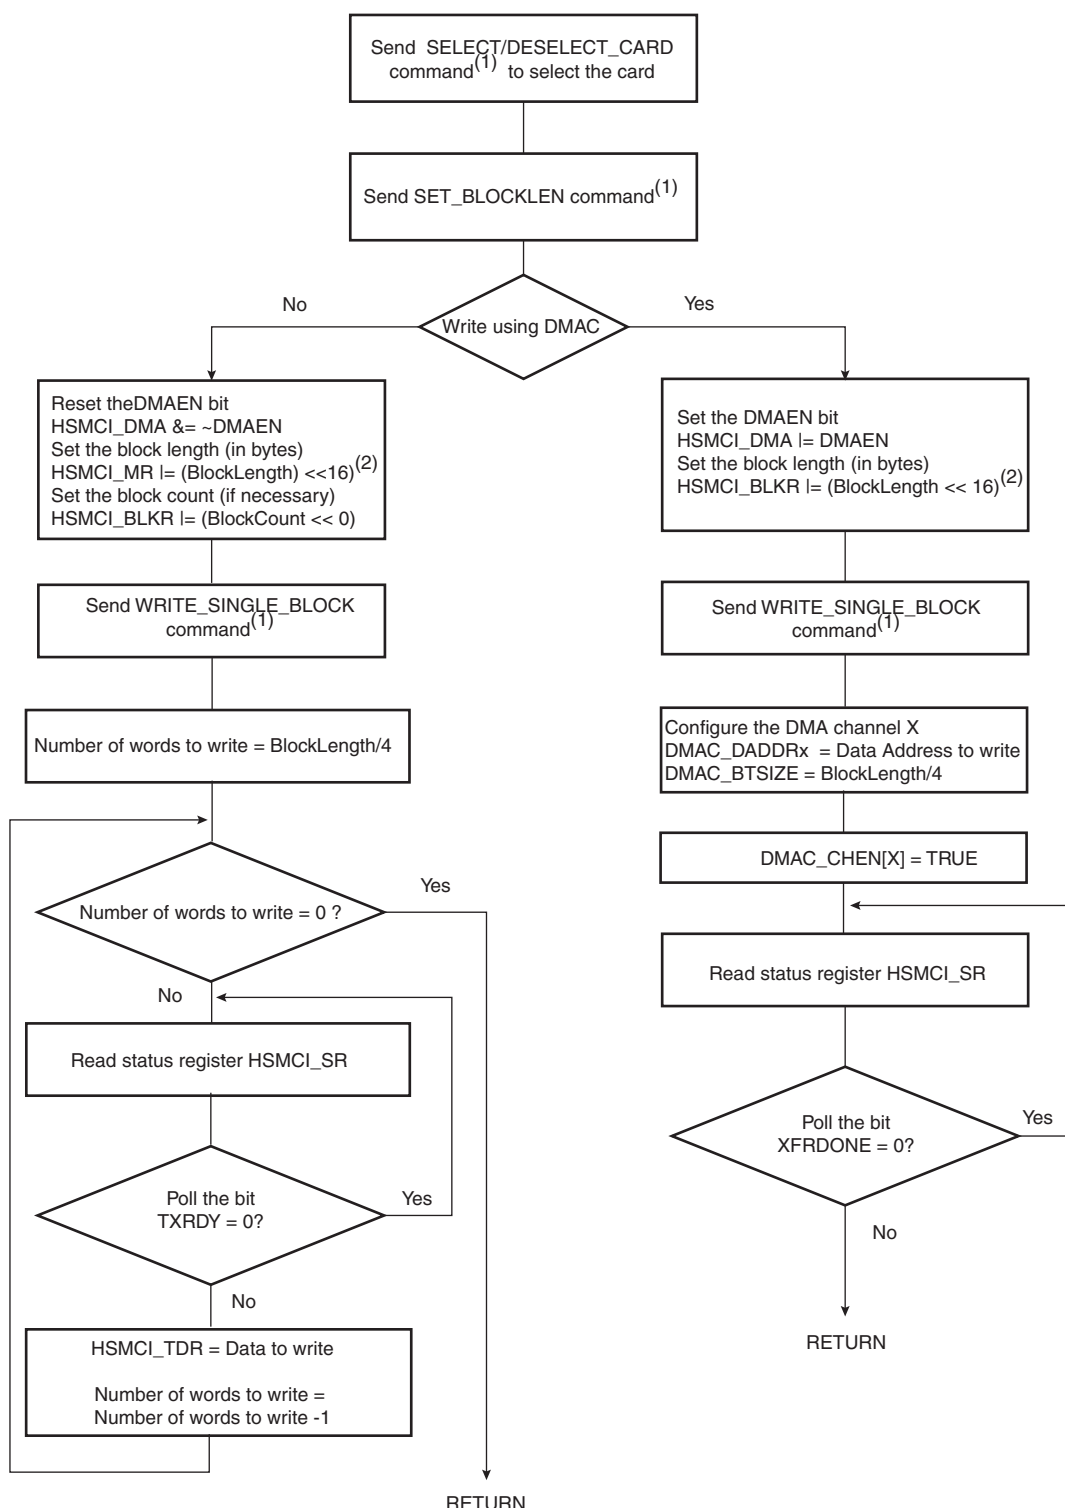 Send SELECT/DESELECT_CARD
command(1) to select the card
Send SET_BLOCKLEN command(1)
No
Yes
Write using DMAC
Reset theDMAEN bit
HSMCI_DMA &= ~DMAEN
Set the block length (in bytes)
HSMCI_MR |= (BlockLength) <<16)(2)
Set the block count (if necessary)
HSMCI_BLKR |= (BlockCount << 0)
Set the DMAEN bit
HSMCI_DMA |= DMAEN
Set the block length (in bytes)
HSMCI_BLKR |= (BlockLength << 16)(2)
Send WRITE_SINGLE_BLOCK
command(1)
Send WRITE_SINGLE_BLOCK
command(1)
Number of words to write = BlockLength/4
Configure the DMA channel X
DMAC_DADDRx = Data Address to write
DMAC_BTSIZE = BlockLength/4
DMAC_CHEN[X] = TRUE
Number of words to write = 0 ?
Yes
No
Read status register HSMCI_SR
Read status register HSMCI_SR
Poll the bit
TXRDY = 0?
Yes
No
Poll the bit
XFRDONE = 0?
Yes
No
HSMCI_TDR = Data to write
Number of words to write =
Number of words to write -1
RETURN
RETURN